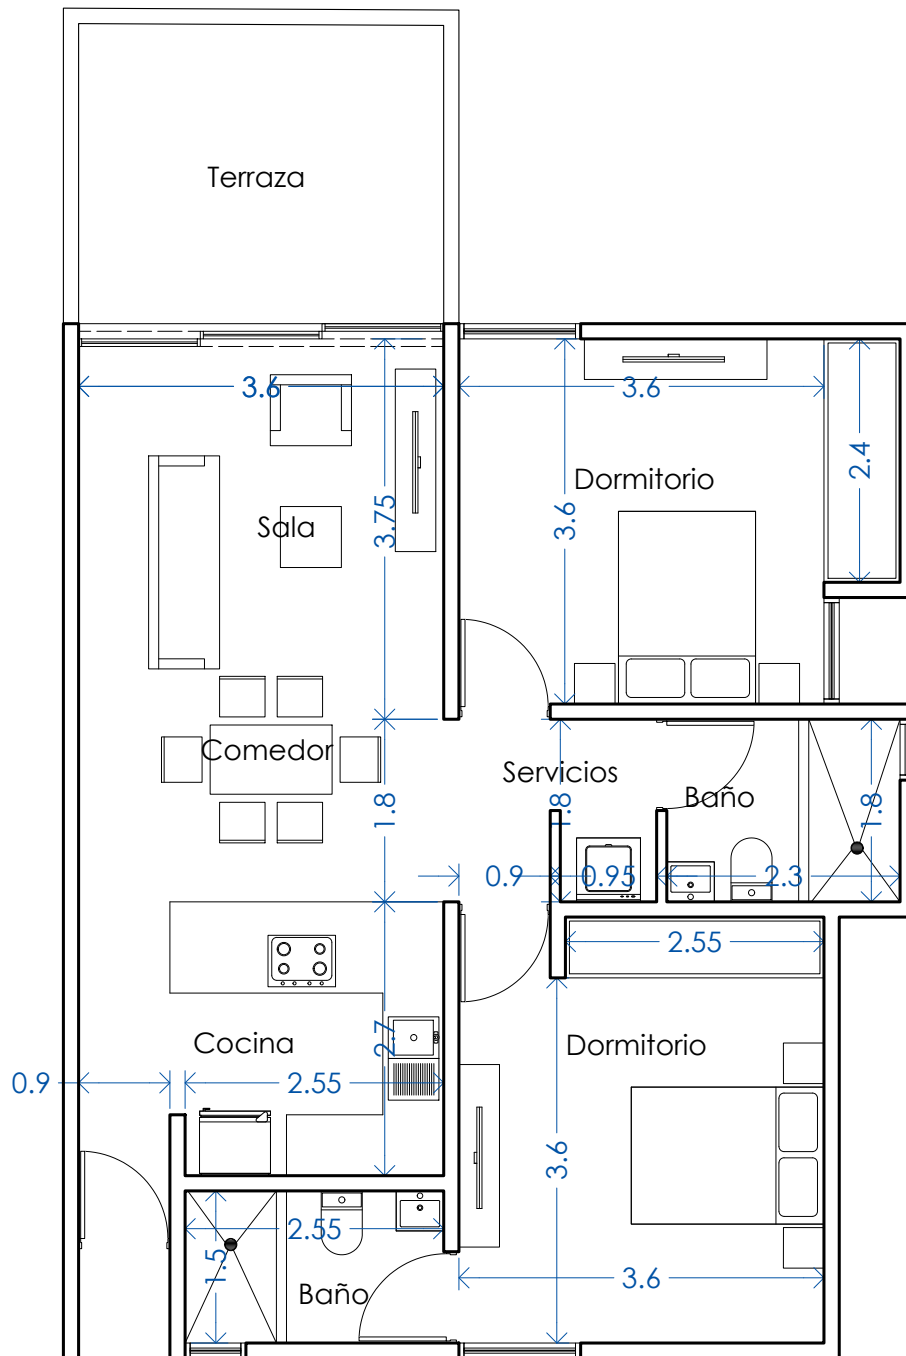 Terraza
3.6
3.6
2.4
Dormitorio
3.75
3.6
Sala
Comedor
Servicios
Baño
1.8
1.8
1.8
0.9
0.95
2.3
2.55
Cocina
2.7
Dormitorio
0.9
2.55
3.6
2.55
1.5
Baño
3.6